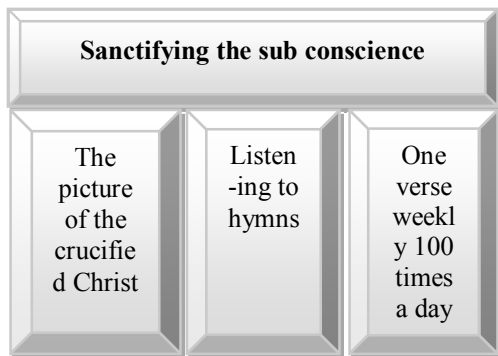 Sanctifying the sub conscience
The
picture
of the
crucifie
d Christ
Listen
-ing to
hymns
One
verse
weekl
y 100
times
a day